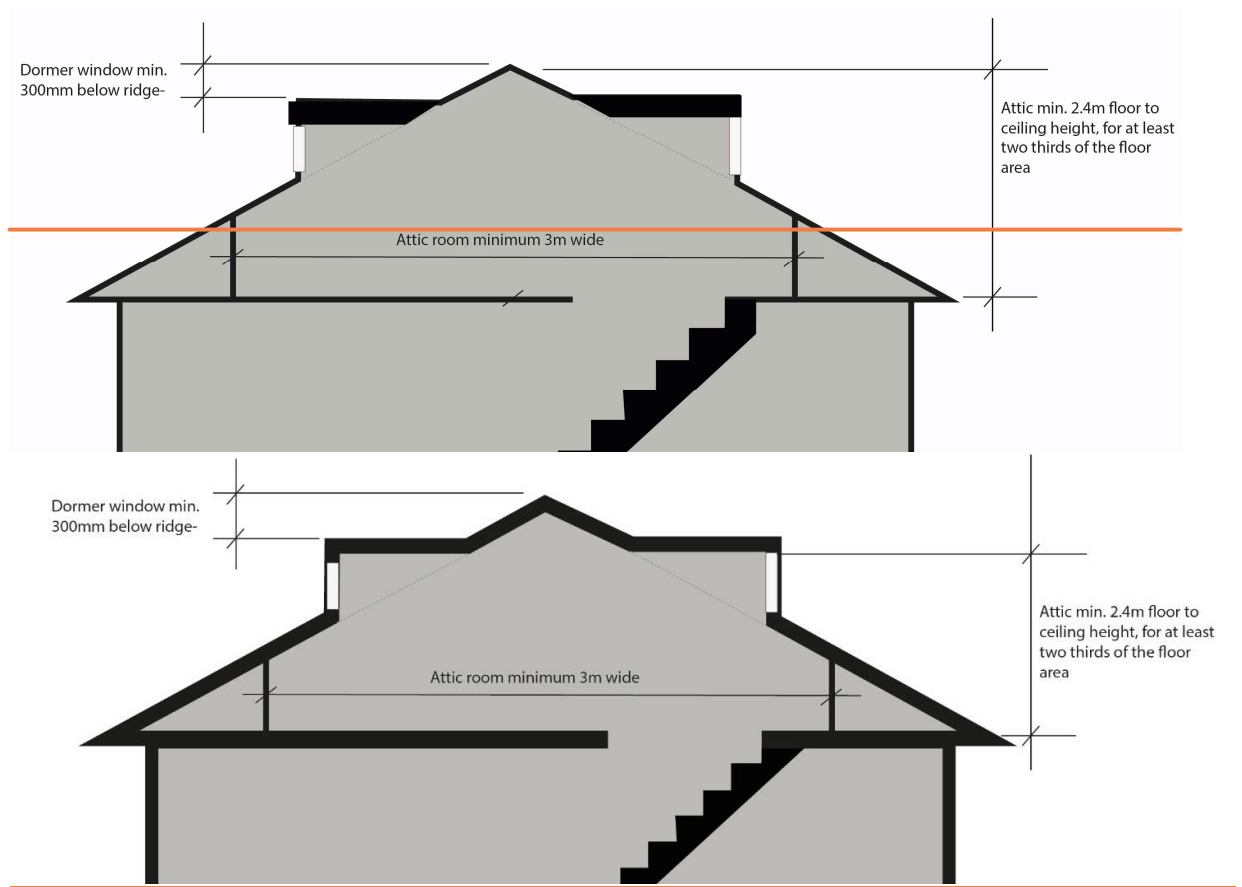 Dormer window min.
300mm below ridge-
Attic min. 2.4m floor to
ceiling height, for at least
two thirds of the floor
area
Attic room minimum 3m wide
Dormer window min.
300mm below ridge-
Attic min. 2.4m floor to
ceiling height, for at least
two thirds of the floor
area
Attic room minimum 3m wide